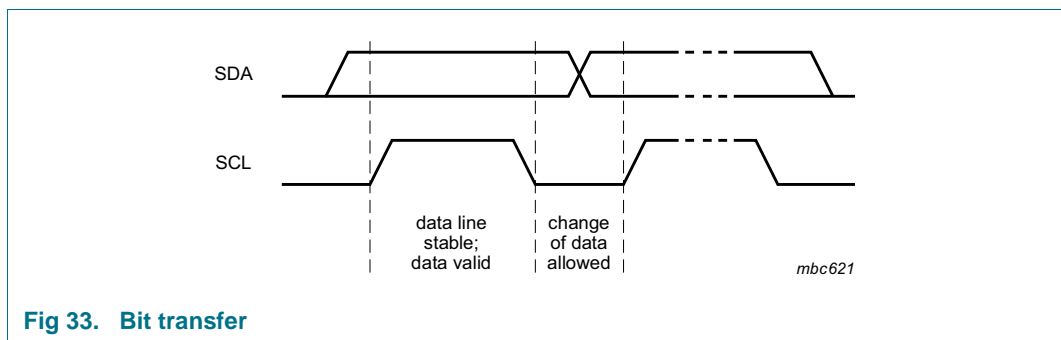 SDA
SCL
data line
stable;
data valid
change
of data
allowed
mbc621
Fig 33. Bit transfer